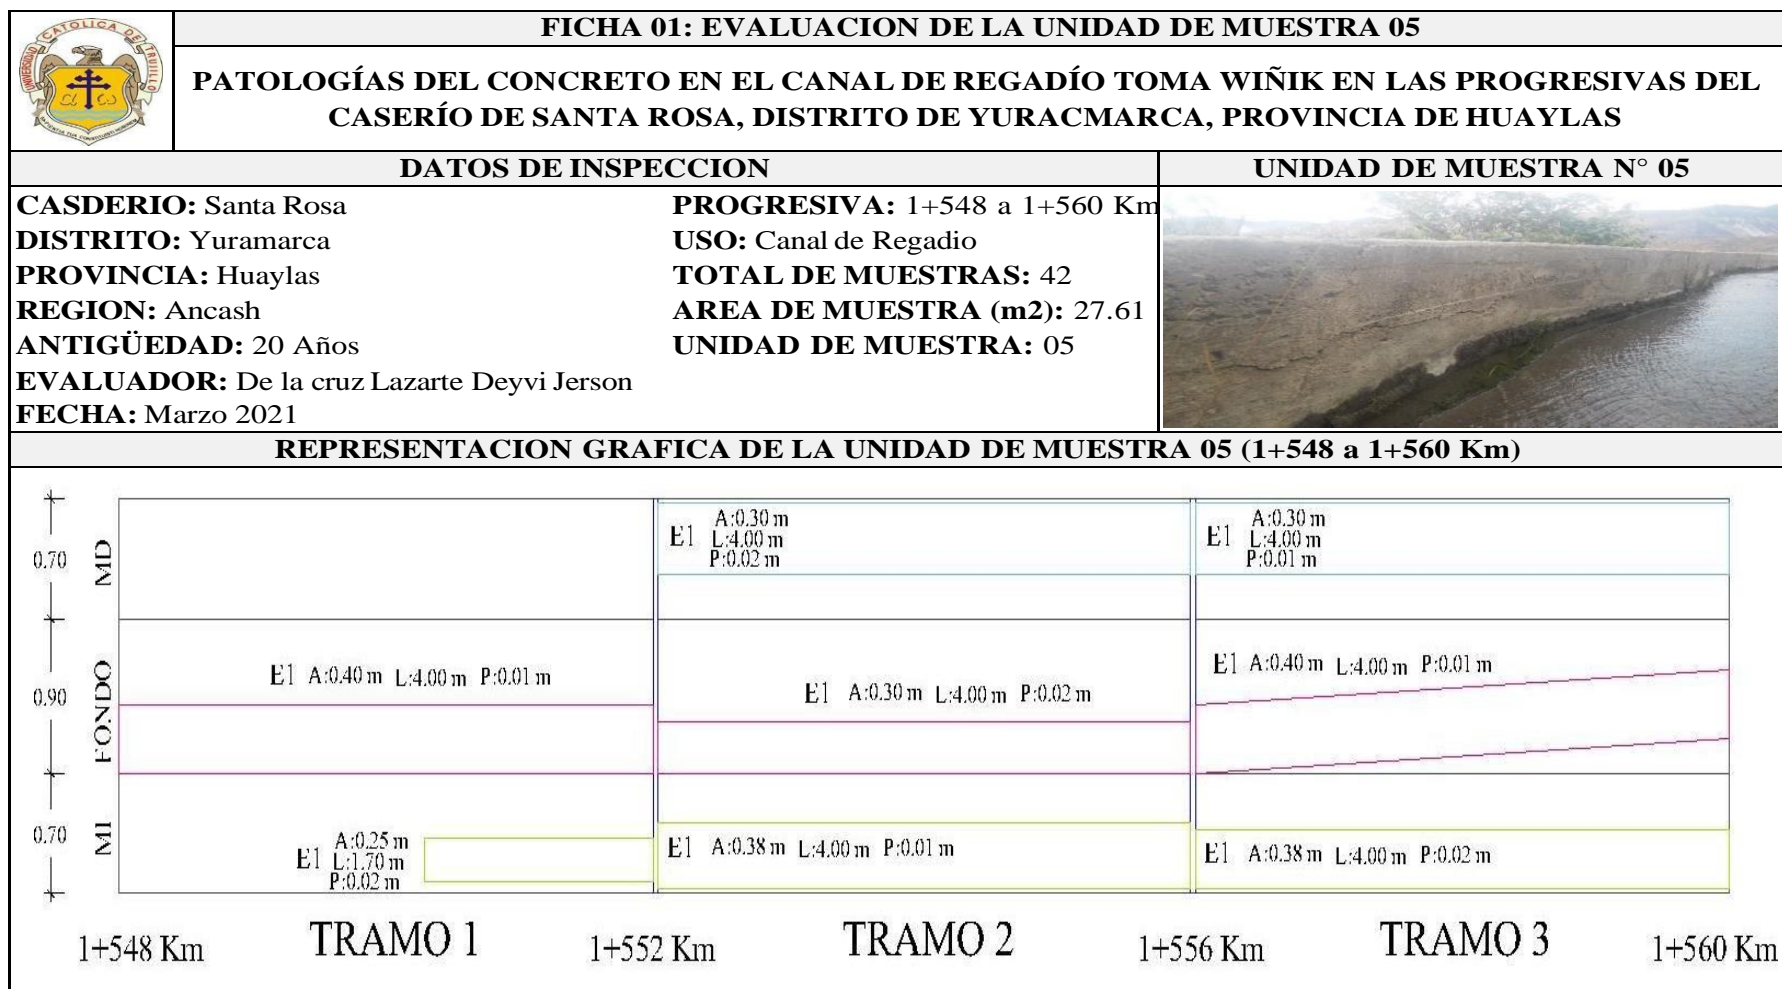 UNIVERSIDAD CATOLICA DE TRUJILLO
FICHA 01: EVALUACION DE LA UNIDAD DE MUESTRA 05
PATOLOGÍAS DEL CONCRETO EN EL CANAL DE REGADÍO TOMA WIÑIK EN LAS PROGRESIVAS DEL
CASERÍO DE SANTA ROSA, DISTRITO DE YURACMARCA, PROVINCIA DE HUAYLAS
DATOS DE INSPECCION
UNIDAD DE MUESTRA N° 05
CASDERIO: Santa Rosa
DISTRITO: Yuramarca
PROVINCIA: Huaylas
REGION: Ancash
ANTIGÜEDAD: 20 Años
EVALUADOR: De la cruz Lazarte Deyvi Jerson
FECHA: Marzo 2021
PROGRESIVA: 1+548 a 1+560 Km
USO: Canal de Regadio
TOTAL DE MUESTRAS: 42
AREA DE MUESTRA (m2): 27.61
UNIDAD DE MUESTRA: 05
REPRESENTACION GRAFICA DE LA UNIDAD DE MUESTRA 05 (1+548 a 1+560 Km)
0.70 MD
E1 A:0.30 m
L:4.00 m
P:0.02 m
E1 A:0.30 m
L:4.00 m
P:0.01 m
0.90 FONDO
E1 A:0.40 m L:4.00 m P:0.01 m
E1 A:0.30 m L:4.00 m P:0.02 m
E1 A:0.40 m L:4.00 m P:0.01 m
0.70 MI
E1 A:0.25 m
L:1.70 m
P:0.02 m
E1 A:0.38 m L:4.00 m P:0.01 m
E1 A:0.38 m L:4.00 m P:0.02 m
1+548 Km TRAMO 1 1+552 Km TRAMO 2 1+556 Km TRAMO 3 1+560 Km